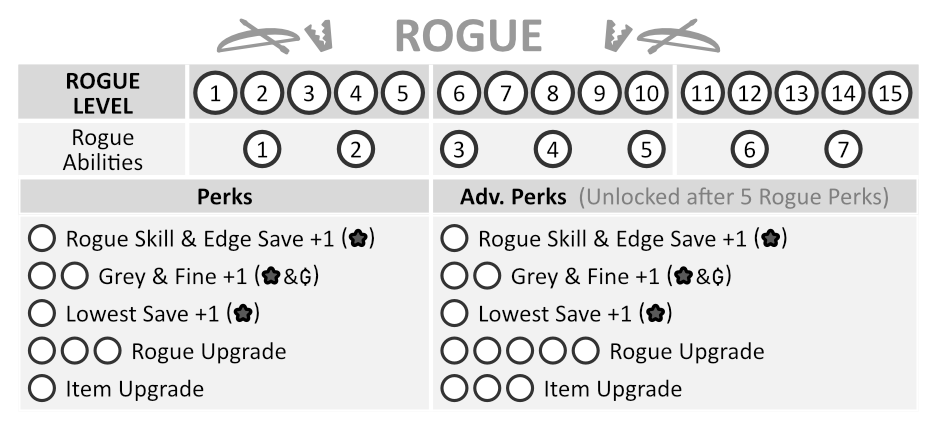 ROGUE
ROGUE LEVEL 1 2 3 4 5 6 7 8 9 10 11 12 13 14 15
Rogue Abilities 1 2 3 4 5 6 7
Perks
Rogue Skill & Edge Save +1 ( )
Grey & Fine +1 ( &₲)
Lowest Save +1 ( )
Rogue Upgrade
Item Upgrade
Adv. Perks (Unlocked after 5 Rogue Perks)
Rogue Skill & Edge Save +1 ( )
Grey & Fine +1 ( &₲)
Lowest Save +1 ( )
Rogue Upgrade
Item Upgrade